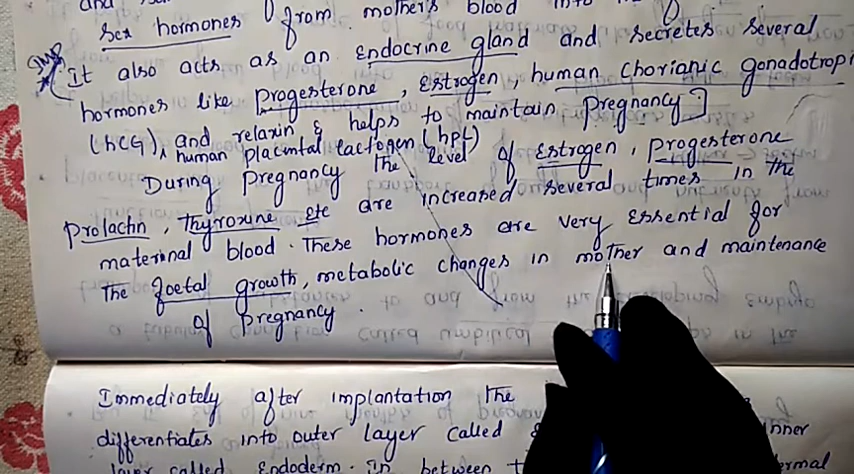 and
Sex hormones from mother's blood into
Imp
It also acts as an endocrine gland and secretes several
hormones like Progesterone, Estrogen, human chorianic gonadotropi
(hCG), and relaxin & helps to maintain pregnancy]
human placental lactogen (hPL)
During pregnancy the level of Estrogen, progesterone
Prolactin, Thyroxine etc are increased several times in the
maternal blood. These hormones are very essential for
the foetal growth, metabolic changes in mother and maintenance
of pregnancy.
Immediately after implantation the
differentiates into outer layer called inner
layer called Endoderm. In between